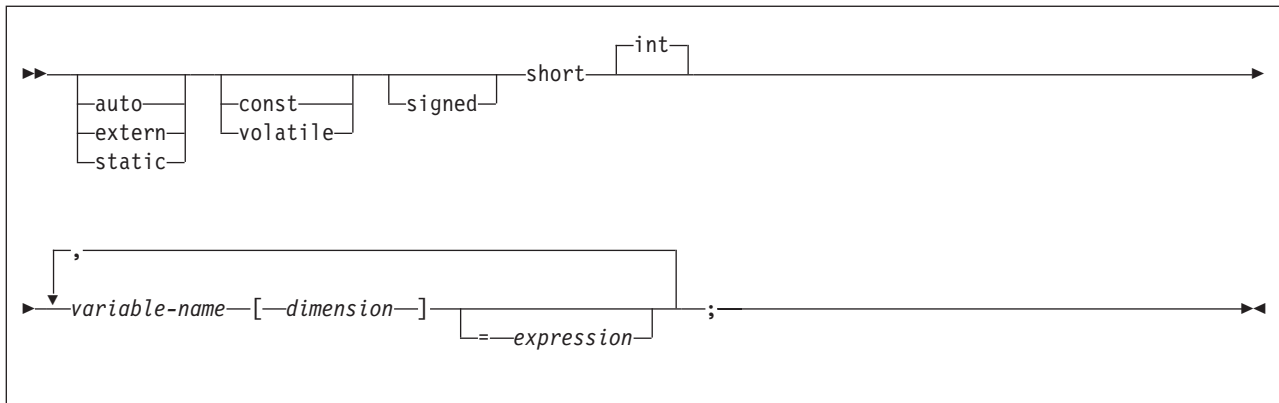 int
short
auto const signed
extern volatile
static
,
variable-name [ dimension ] ;
= expression